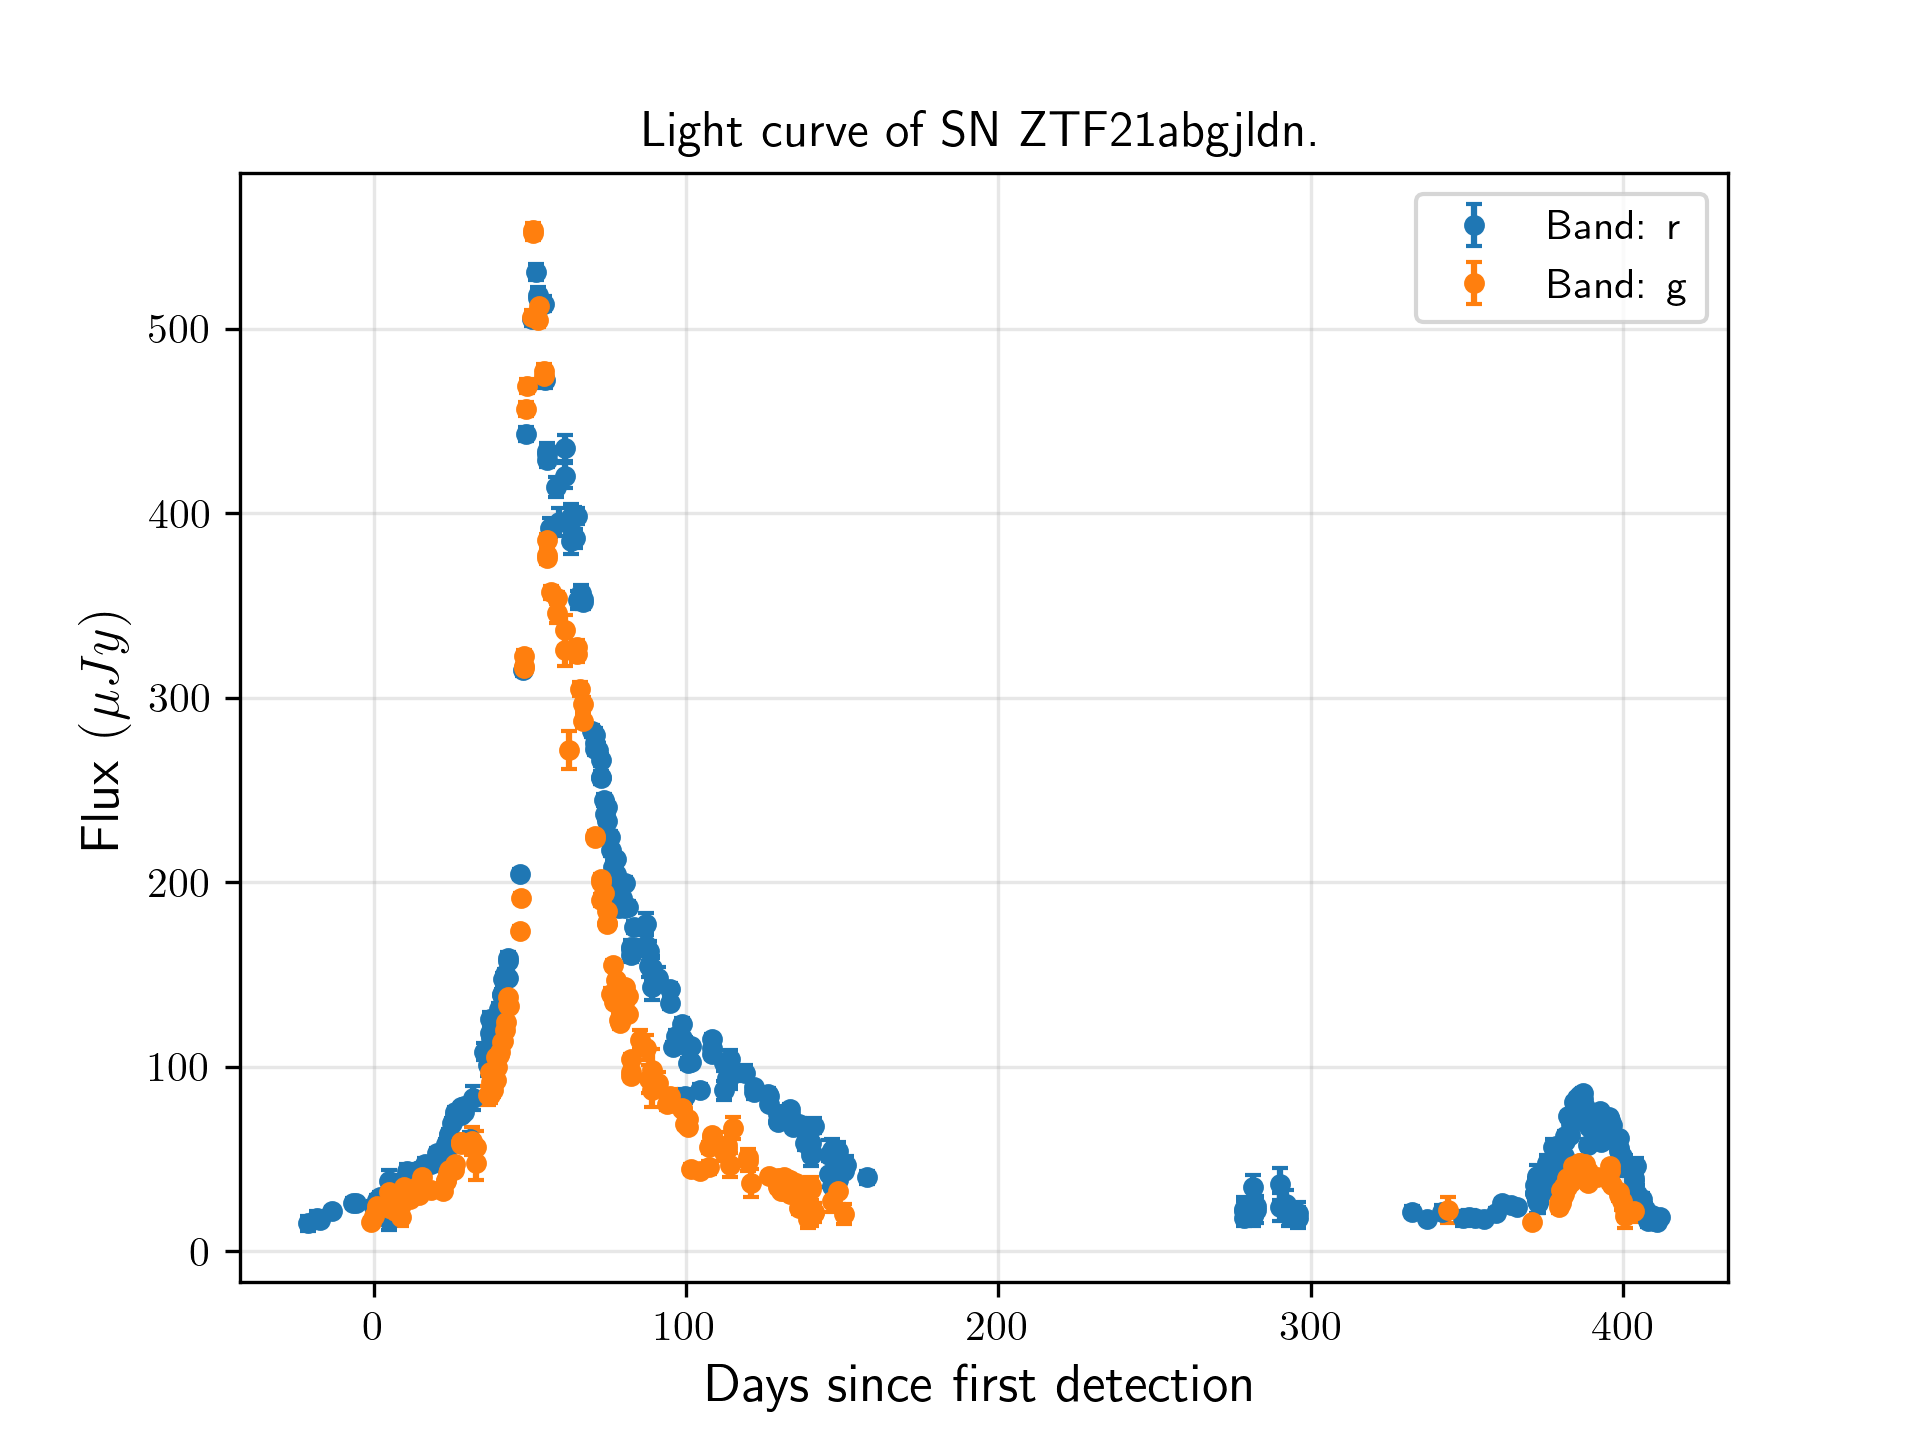 Light curve of SN ZTF21abgjldn.
Band: r
Band: g
Flux (μJy)
500
400
300
200
100
0
0 100 200 300 400
Days since first detection